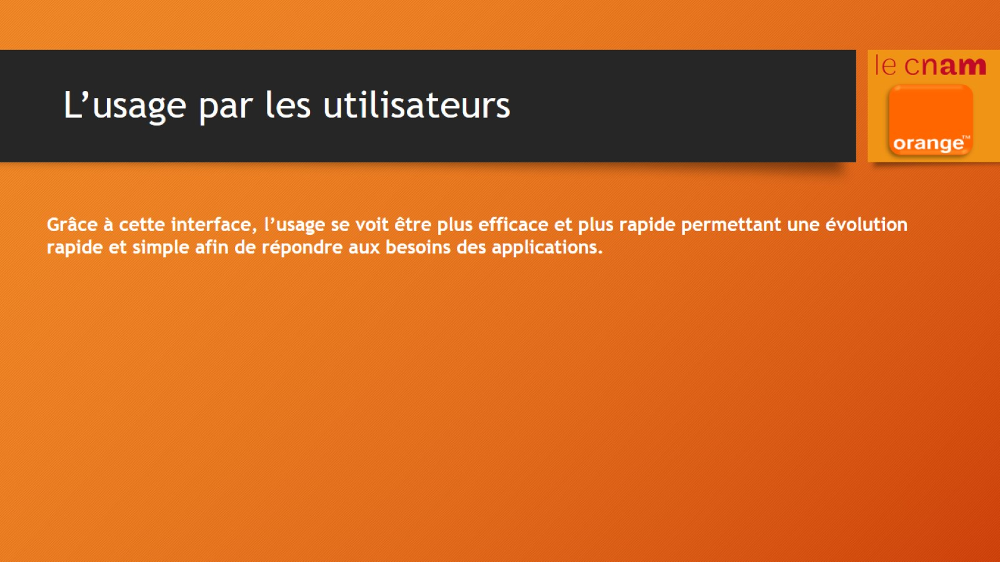 le cnam
L’usage par les utilisateurs
orange™
Grâce à cette interface, l’usage se voit être plus efficace et plus rapide permettant une évolution
rapide et simple afin de répondre aux besoins des applications.